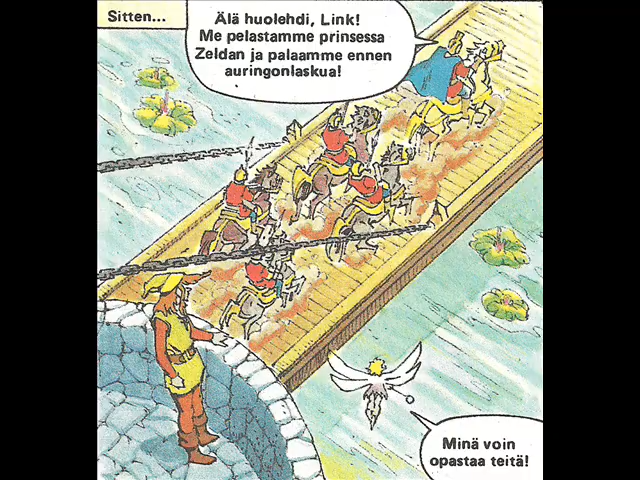 Sitten...
Älä huolehdi, Link!
Me pelastamme prinsessa
Zeldan ja palaamme ennen
auringonlaskua!
Minä voin
opastaa teitä!